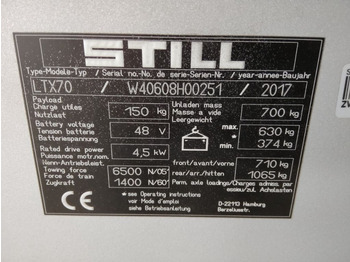 STILL
Type-Modele-Typ / Serial no.-No. de serie-Serien-Nr. / year-annee-Baujahr
LTX70 / W40608H00251 / 2017
Payload
Charge utiles
Nutzlast
150 kg
Unladen mass
Masse a vide
Leergewicht
700 kg
Battery voltage
Tension batterie
Batteriespannung
48 V
max. *
630 kg
min. *
374 kg
Rated drive power
Puissance motr. nom.
Nenn-Antriebsleist.
4,5 kW
Towing force
Force de train
Zugkraft
6500 N/05'
1400 N/60'
front/avant/vorne
710 kg
rear/arr./hitten
1065 kg
Perm. axle loadings/Charges admiss.
essieu/zul. Achslasten
* see Operating instructions
voir Mode d'emploi
siehe Betriebsanleitung
CE
D-22113 Hamburg
Berzeliusstr.